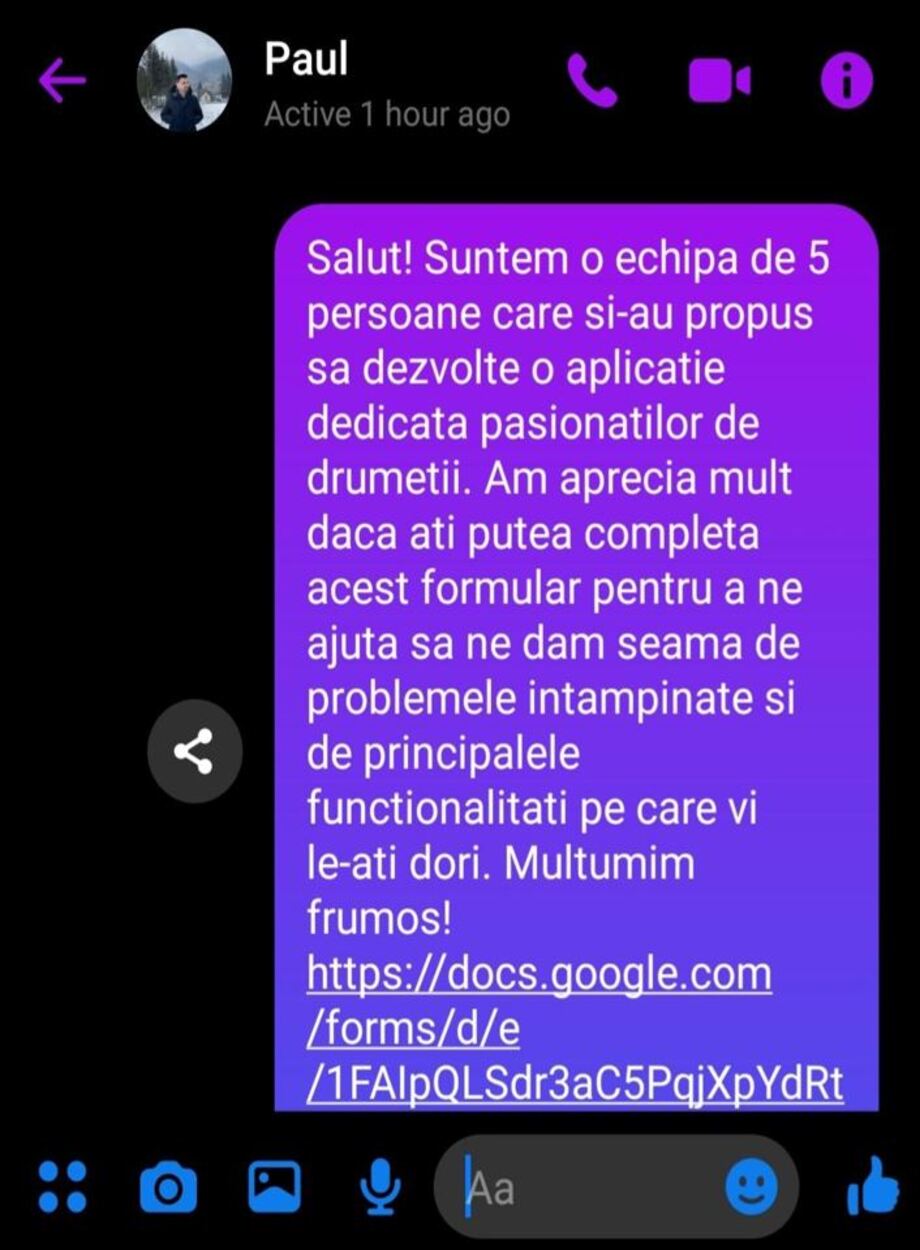 Paul
Active 1 hour ago
Salut! Suntem o echipa de 5
persoane care si-au propus
sa dezvolte o aplicatie
dedicata pasionatilor de
drumetii. Am aprecia mult
daca ati putea completa
acest formular pentru a ne
ajuta sa ne dam seama de
problemele intampinate si
de principalele
functionalitati pe care vi
le-ati dori. Multumim
frumos!
https://docs.google.com
/forms/d/e
/1FAIpQLSdr3aC5PqjXpYdRt
Aa